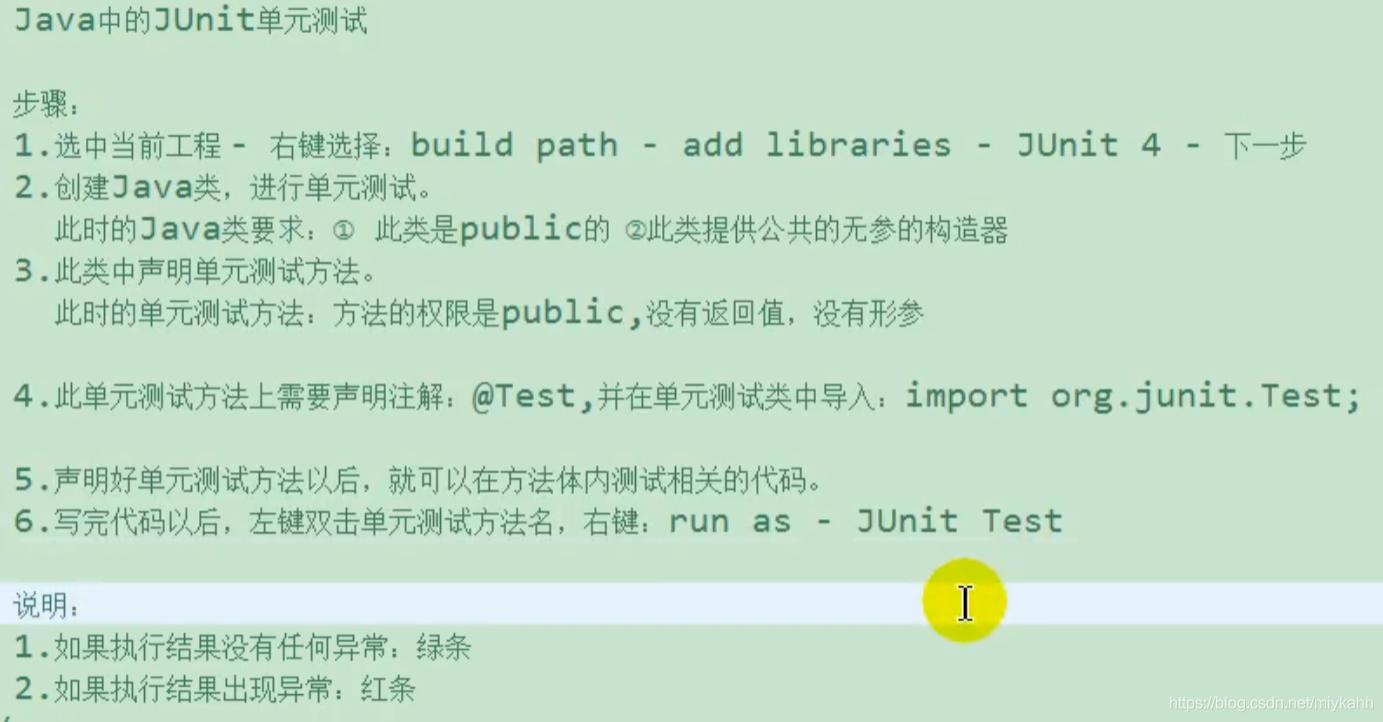 Java中的JUnit单元测试
步骤：
1.选中当前工程 - 右键选择：build path - add libraries - JUnit 4 - 下一步
2.创建Java类，进行单元测试。
此时的Java类要求：① 此类是public的 ②此类提供公共的无参的构造器
3.此类中声明单元测试方法。
此时的单元测试方法：方法的权限是public,没有返回值，没有形参
4.此单元测试方法上需要声明注解：@Test,并在单元测试类中导入：import org.junit.Test;
5.声明好单元测试方法以后，就可以在方法体内测试相关的代码。
6.写完代码以后，左键双击单元测试方法名，右键：run as - JUnit Test
说明：
1.如果执行结果没有任何异常：绿条
2.如果执行结果出现异常：红条
https://blog.csdn.net/miykahh